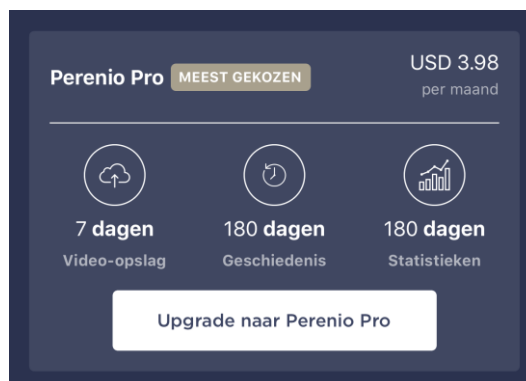 Perenio Pro MEEST GEKOZEN USD 3.98
per maand
7 dagen 180 dagen 180 dagen
Video-opslag Geschiedenis Statistieken
Upgrade naar Perenio Pro